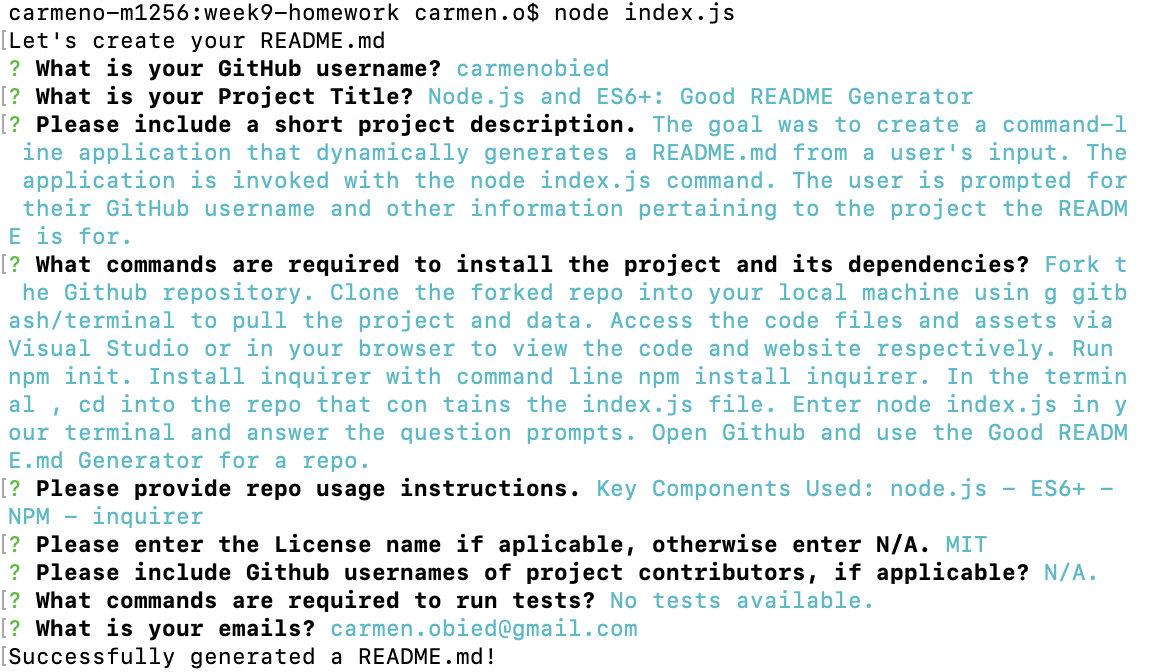 carmeno-m1256:week9-homework carmen.o$ node index.js
[Let's create your README.md
? What is your GitHub username? carmenobied
[? What is your Project Title? Node.js and ES6+: Good README Generator
[? Please include a short project description. The goal was to create a command-l
ine application that dynamically generates a README.md from a user's input. The
application is invoked with the node index.js command. The user is prompted for
their GitHub username and other information pertaining to the project the READM
E is for.
[? What commands are required to install the project and its dependencies? Fork t
he Github repository. Clone the forked repo into your local machine usin g gitb
ash/terminal to pull the project and data. Access the code files and assets via
Visual Studio or in your browser to view the code and website respectively. Run
npm init. Install inquirer with command line npm install inquirer. In the termin
al , cd into the repo that con tains the index.js file. Enter node index.js in y
our terminal and answer the question prompts. Open Github and use the Good READM
E.md Generator for a repo.
[? Please provide repo usage instructions. Key Components Used: node.js - ES6+ -
NPM - inquirer
[? Please enter the License name if aplicable, otherwise enter N/A. MIT
? Please include Github usernames of project contributors, if applicable? N/A.
[? What commands are required to run tests? No tests available.
[? What is your emails? carmen.obied@gmail.com
[Successfully generated a README.md!